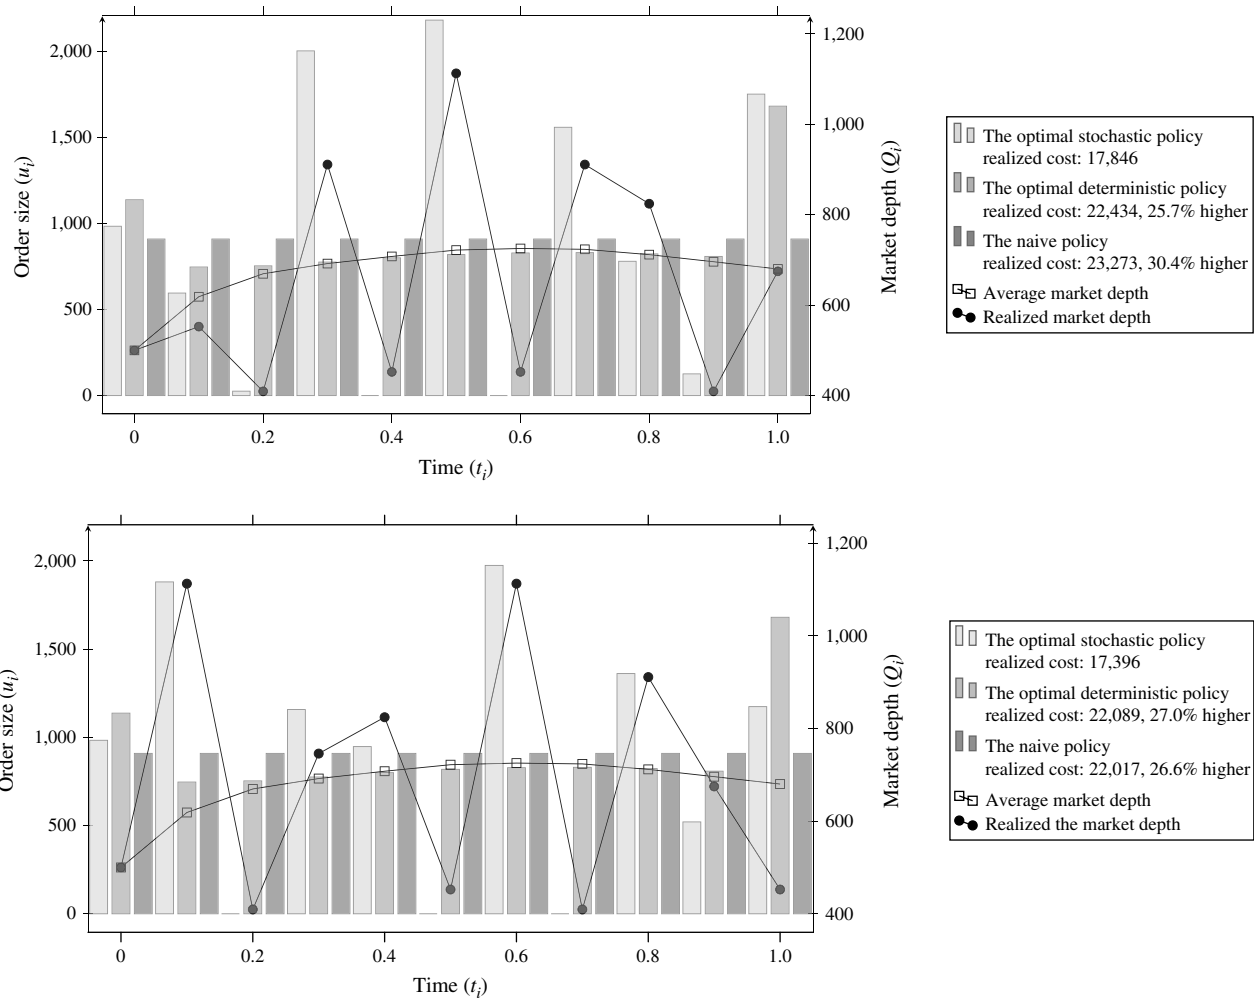 2,000
1,500
1,000
500
0
Order size (u_i)
1,200
1,000
800
600
400
Market depth (Q_i)
0
0.2
0.4
0.6
0.8
1.0
Time (t_i)
The optimal stochastic policy
realized cost: 17,846
The optimal deterministic policy
realized cost: 22,434, 25.7% higher
The naive policy
realized cost: 23,273, 30.4% higher
Average market depth
Realized market depth
2,000
1,500
1,000
500
0
Order size (u_i)
1,200
1,000
800
600
400
Market depth (Q_i)
0
0.2
0.4
0.6
0.8
1.0
Time (t_i)
The optimal stochastic policy
realized cost: 17,396
The optimal deterministic policy
realized cost: 22,089, 27.0% higher
The naive policy
realized cost: 22,017, 26.6% higher
Average market depth
Realized the market depth